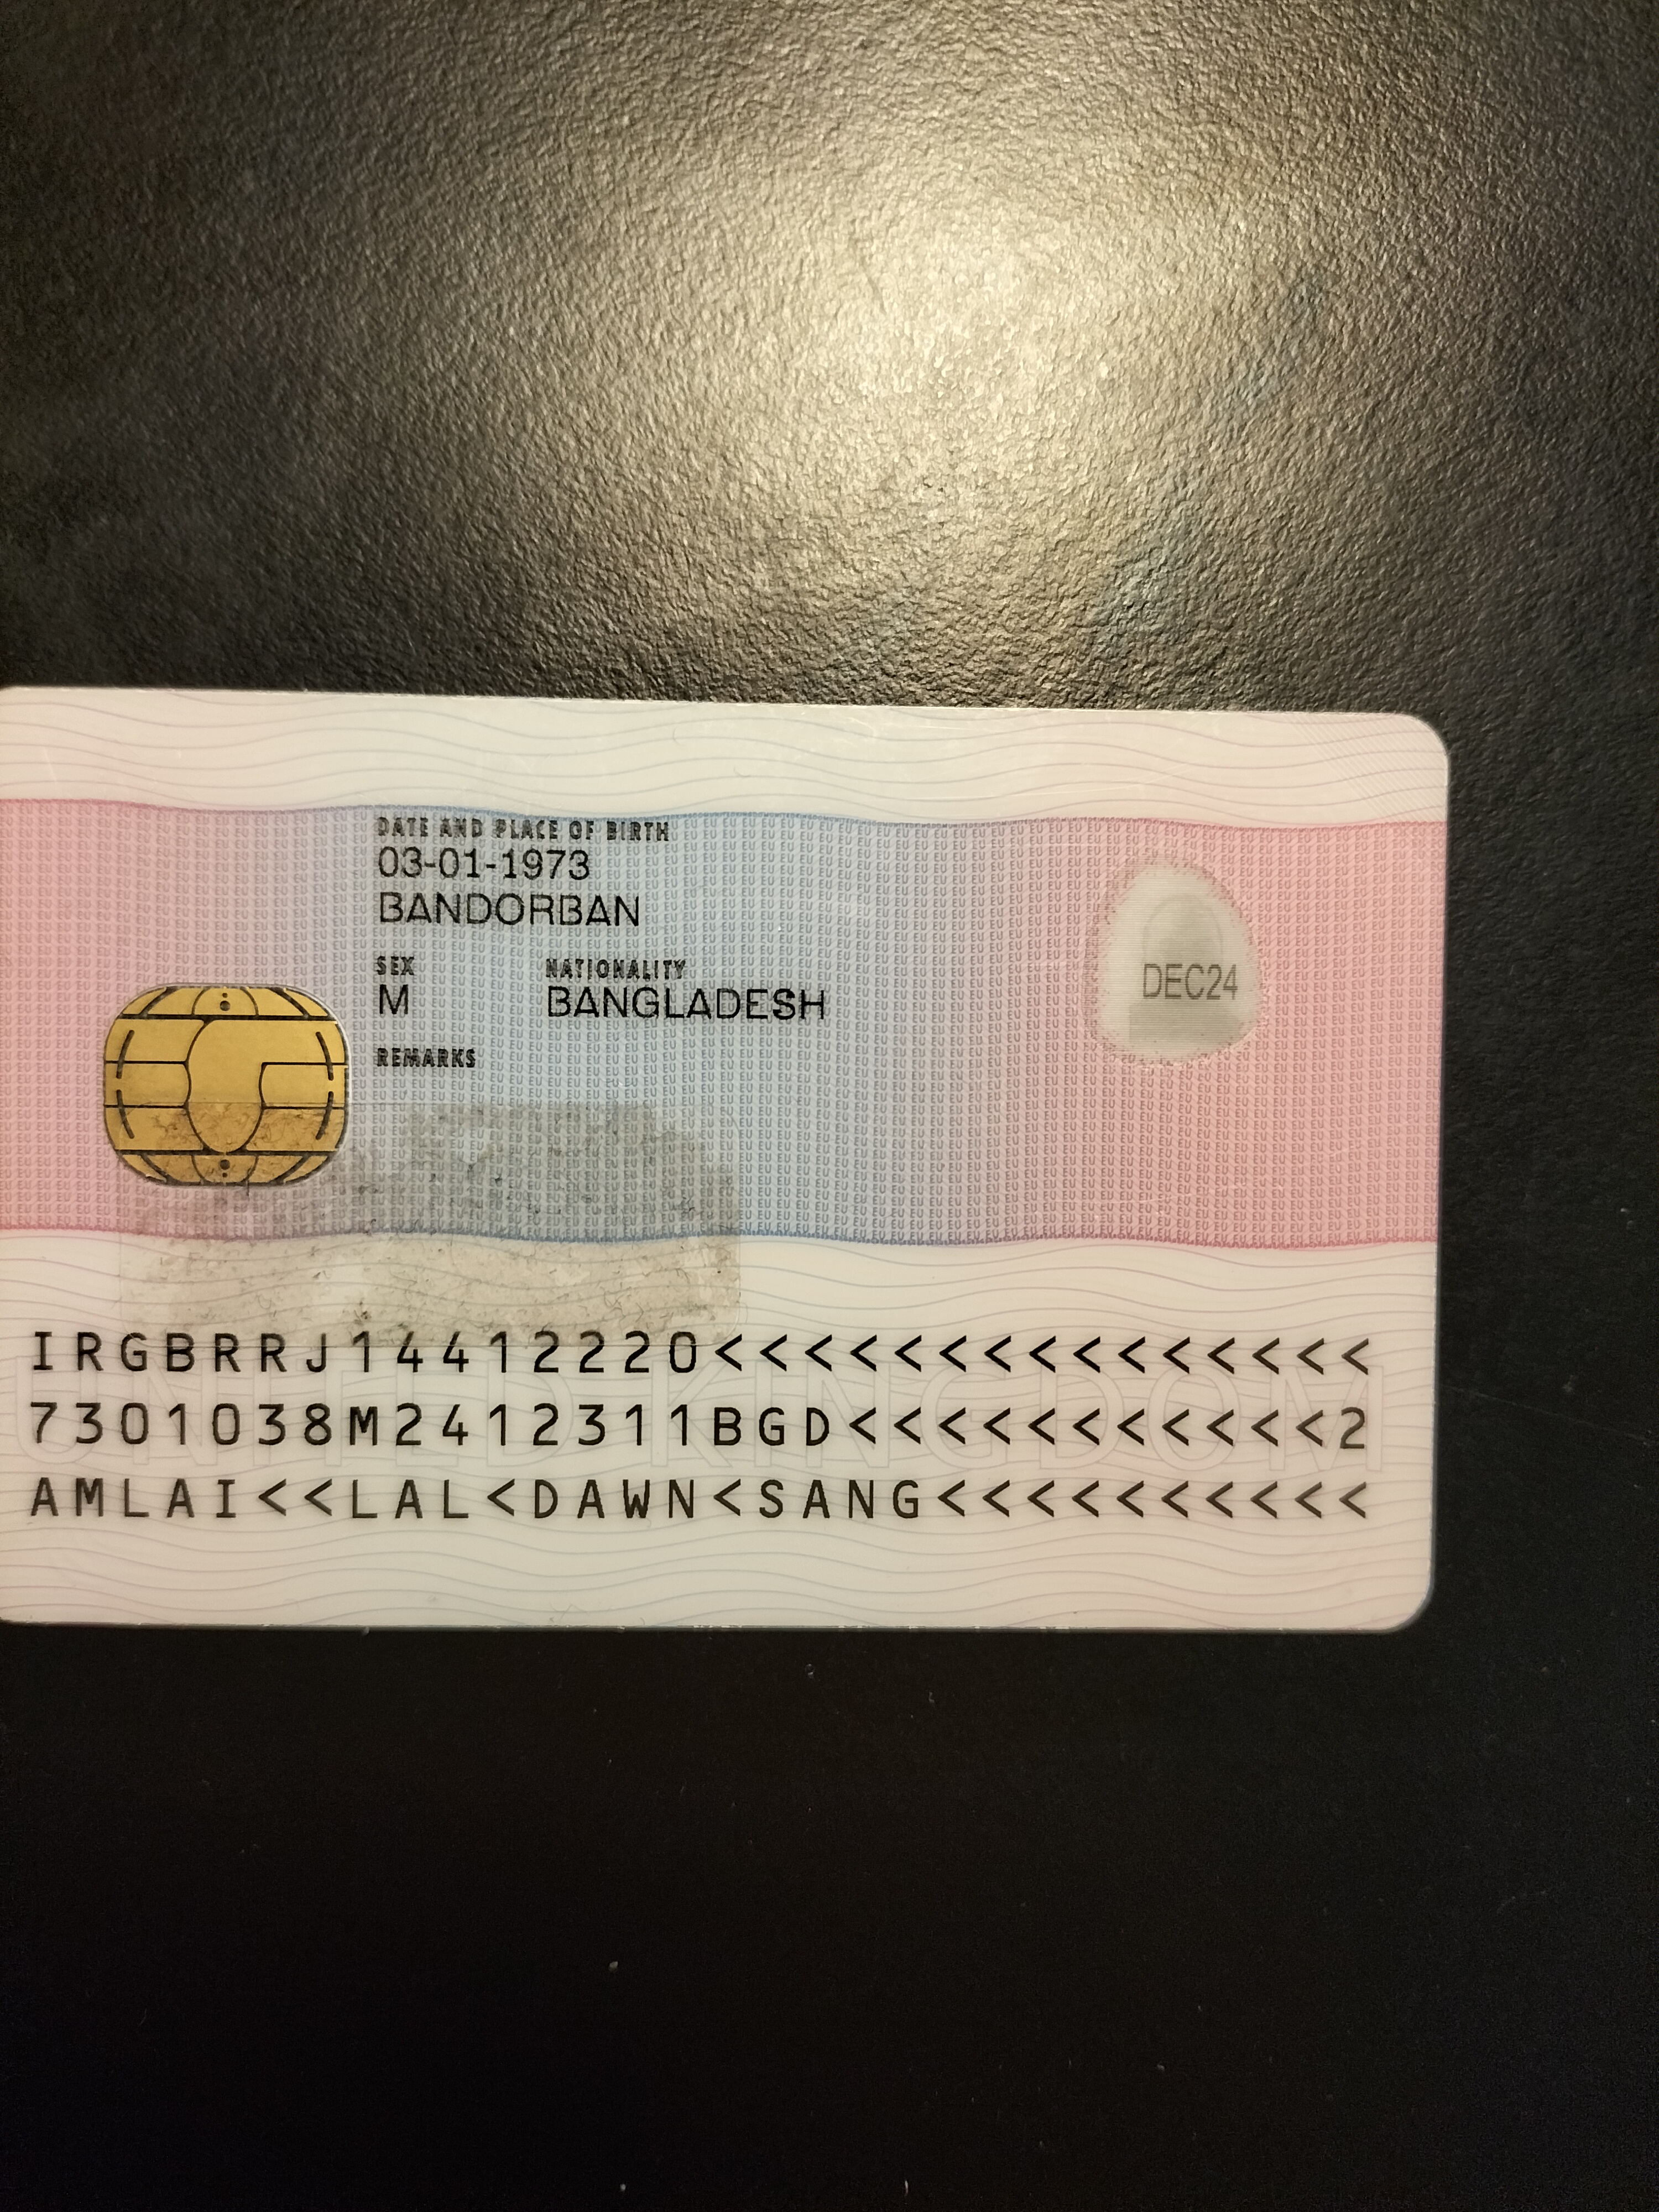 DATE AND PLACE OF BIRTH
03-01-1973
BANDORBAN
SEX NATIONALITY
M BANGLADESH
REMARKS
DEC24
IRGBRRJ14412220<<<<<<<<<<<<<<<
7301038M2412311BGD<<<<<<<<<<<2
AMLAI<<LAL<DAWN<SANG<<<<<<<<<<
UNITED KINGDOM